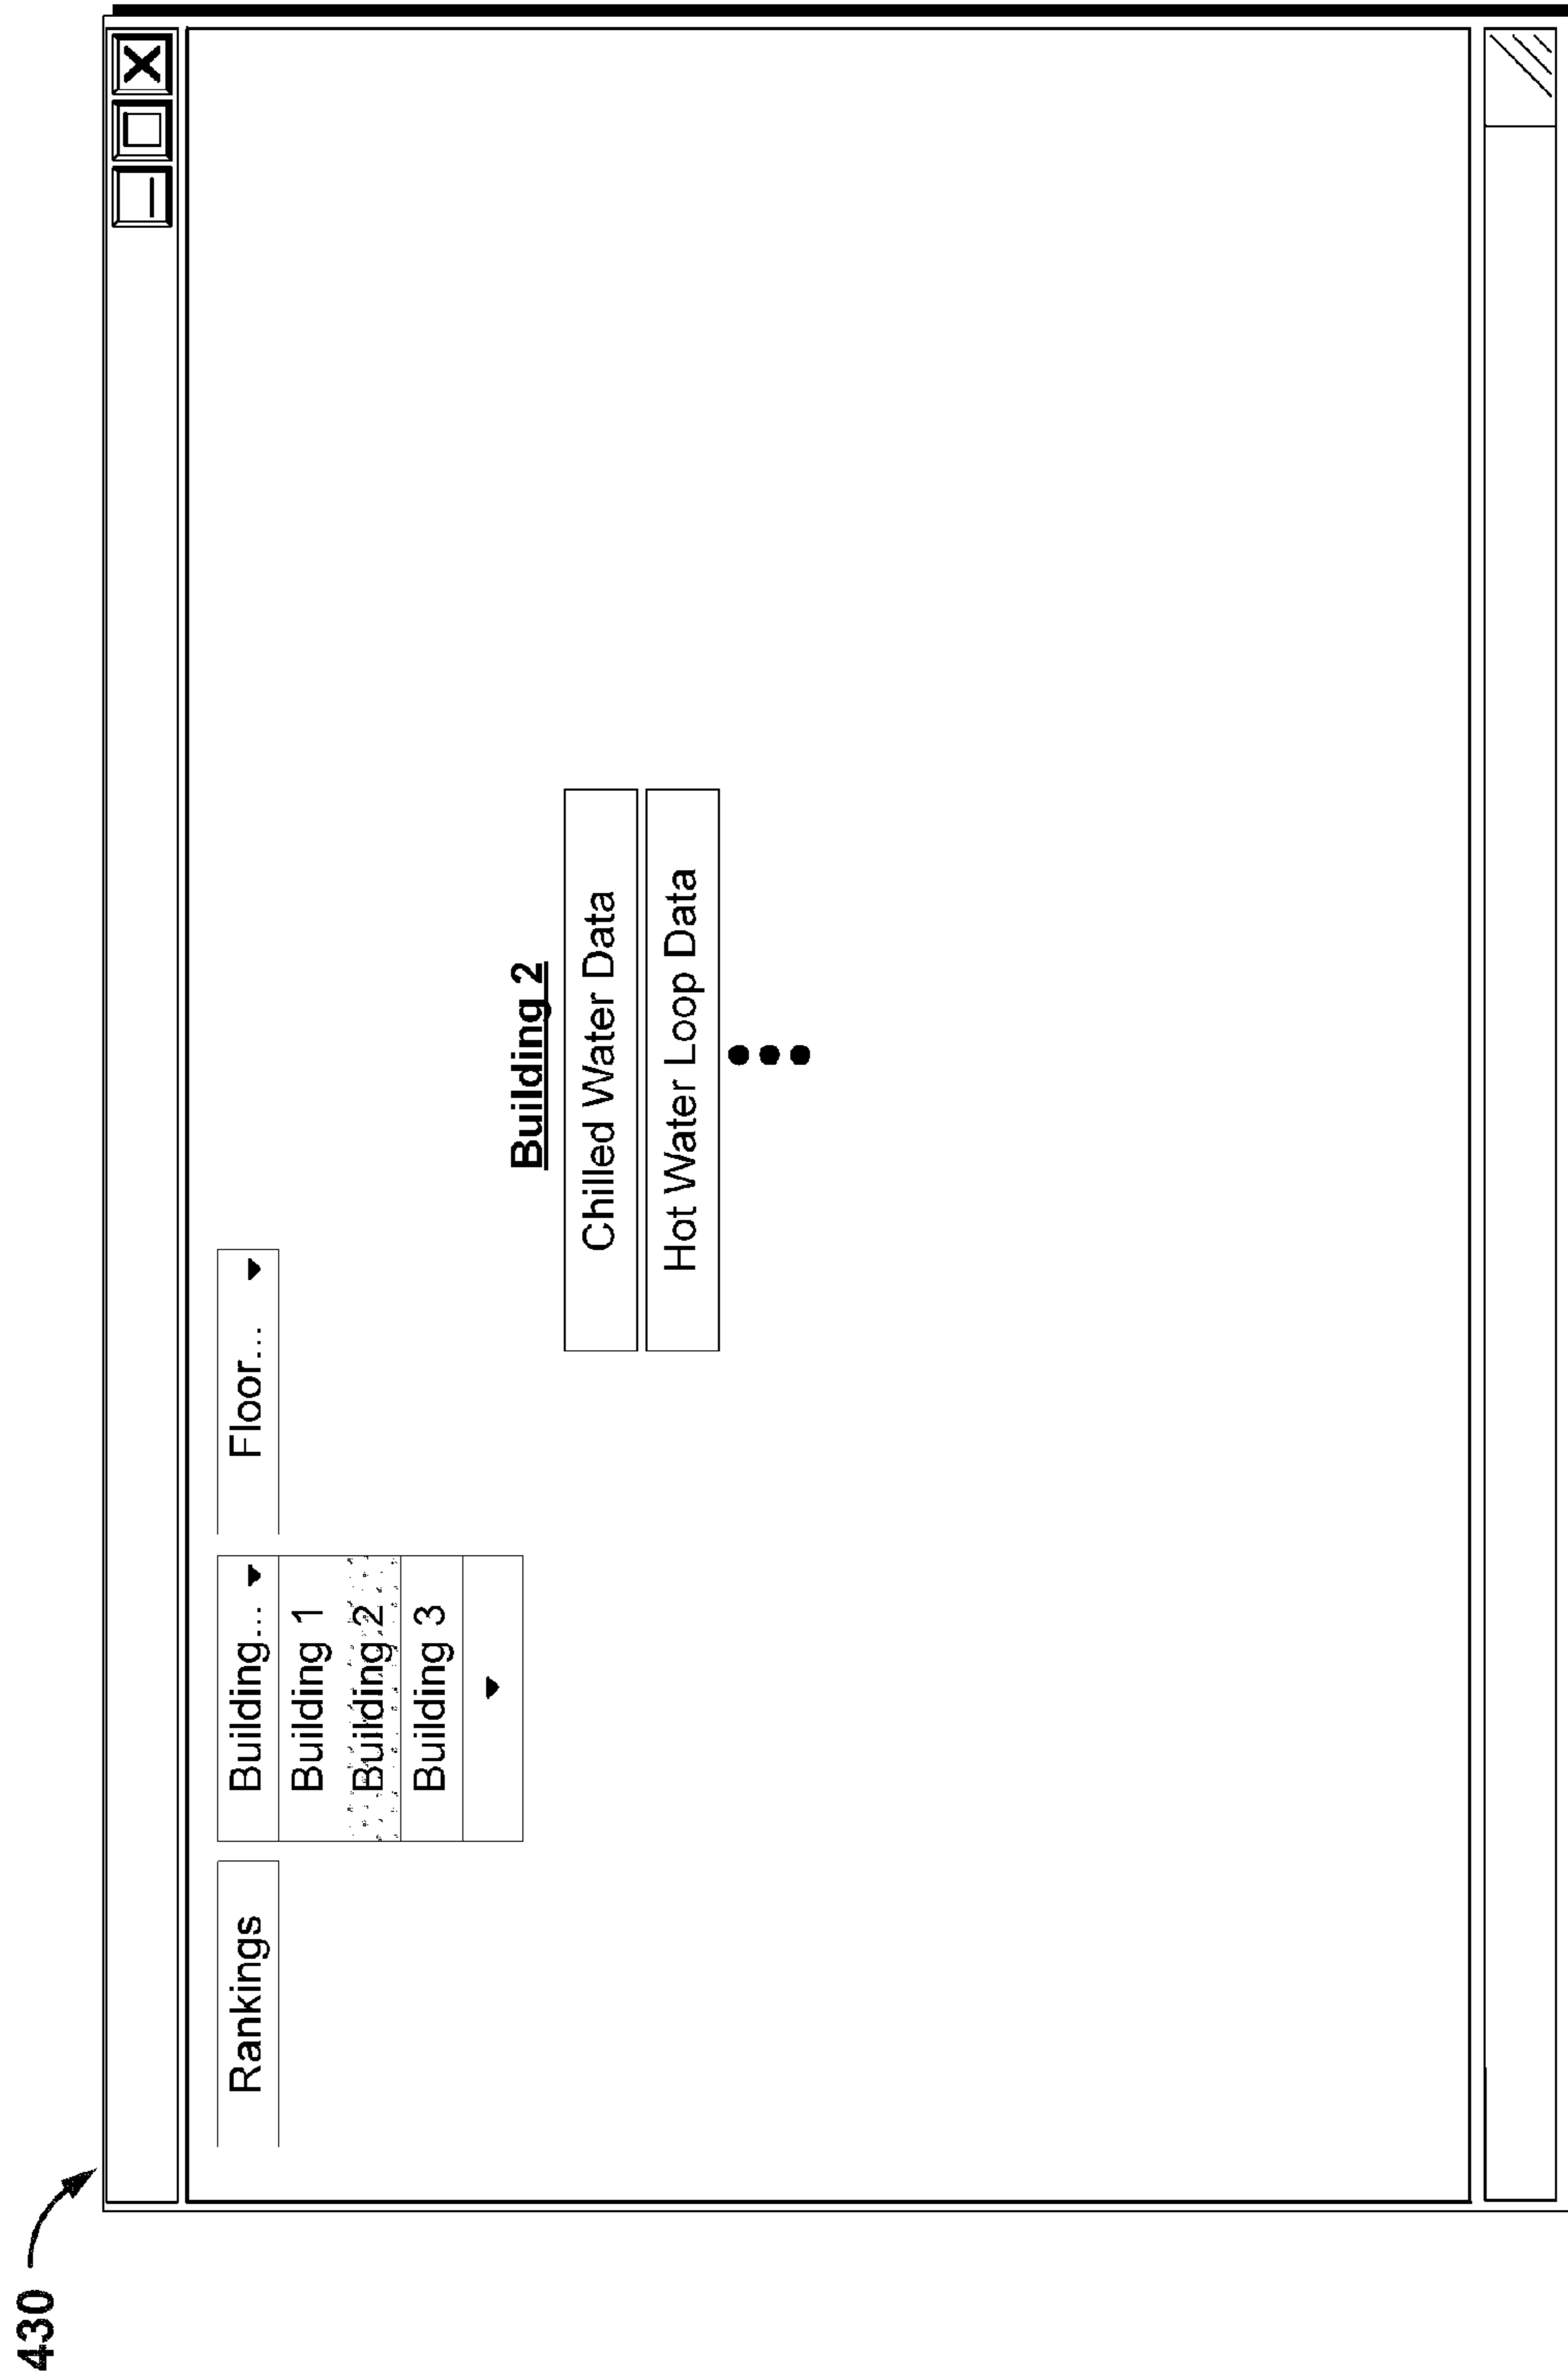 430
Rankings
Building...
Floor...
Building 1
Building 2
Building 3
Building 2
Chilled Water Data
Hot Water Loop Data